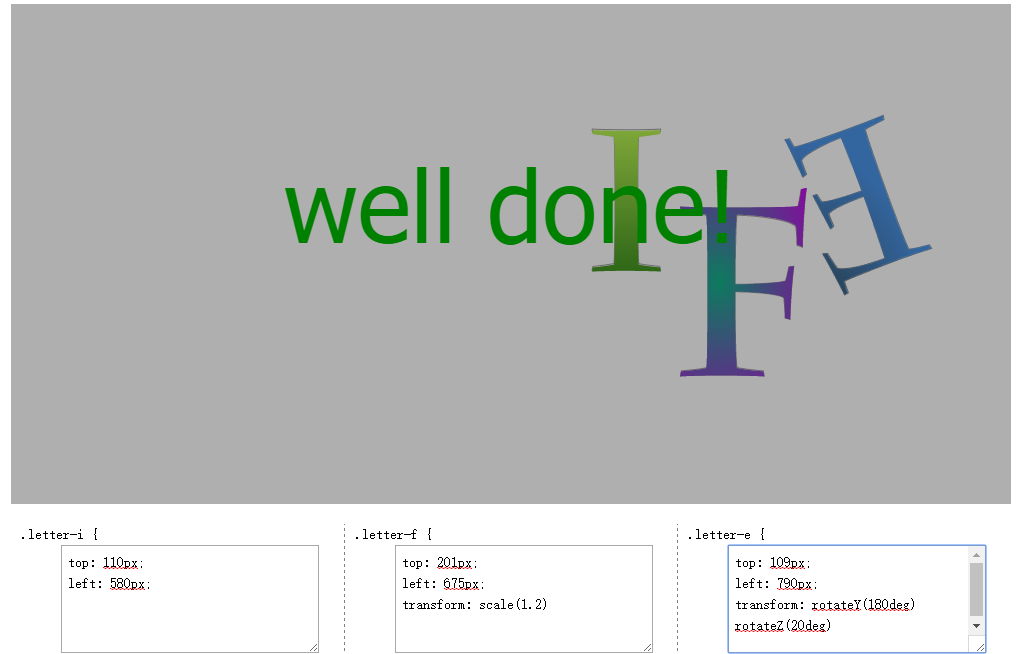 I
F
E
well done!
.letter-i {
top: 110px;
left: 580px;
.letter-f {
top: 201px;
left: 675px;
transform: scale(1.2)
.letter-e {
top: 109px;
left: 790px;
transform: rotateY(180deg)
rotateZ(20deg)